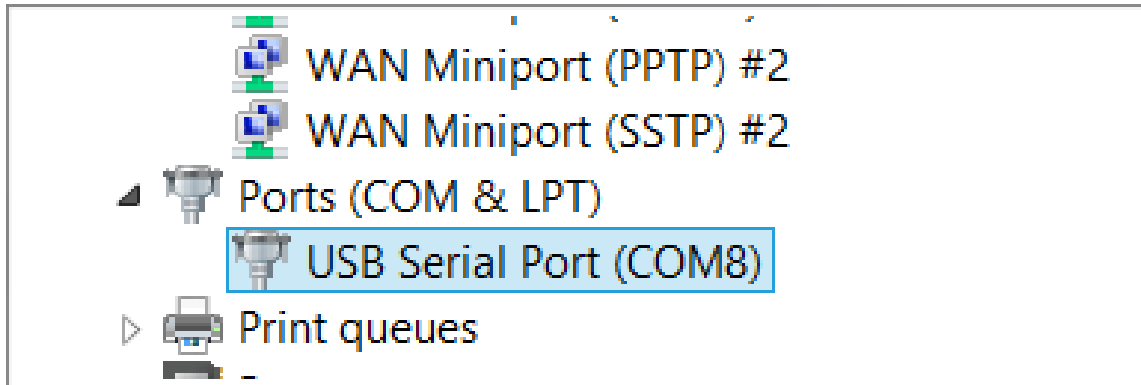 WAN Miniport (PPTP) #2
WAN Miniport (SSTP) #2
Ports (COM & LPT)
USB Serial Port (COM8)
Print queues